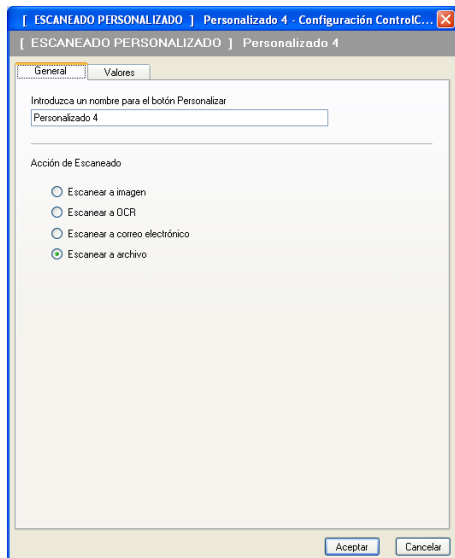 [ ESCANEADO PERSONALIZADO ] Personalizado 4 - Configuración ControlC...
[ ESCANEADO PERSONALIZADO ] Personalizado 4
General Valores
Introduzca un nombre para el botón Personalizar
Personalizado 4
Acción de Escaneado
Escanear a imagen
Escanear a OCR
Escanear a correo electrónico
Escanear a archivo
Aceptar Cancelar